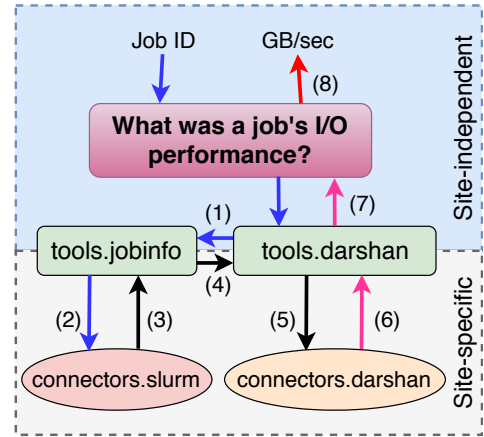 Job ID
GB/sec
(8)
What was a job's I/O
performance?
(7)
(1)
tools.jobinfo
tools.darshan
(4)
(2)
(3)
(5)
(6)
connectors.slurm
connectors.darshan
Site-independent
Site-specific